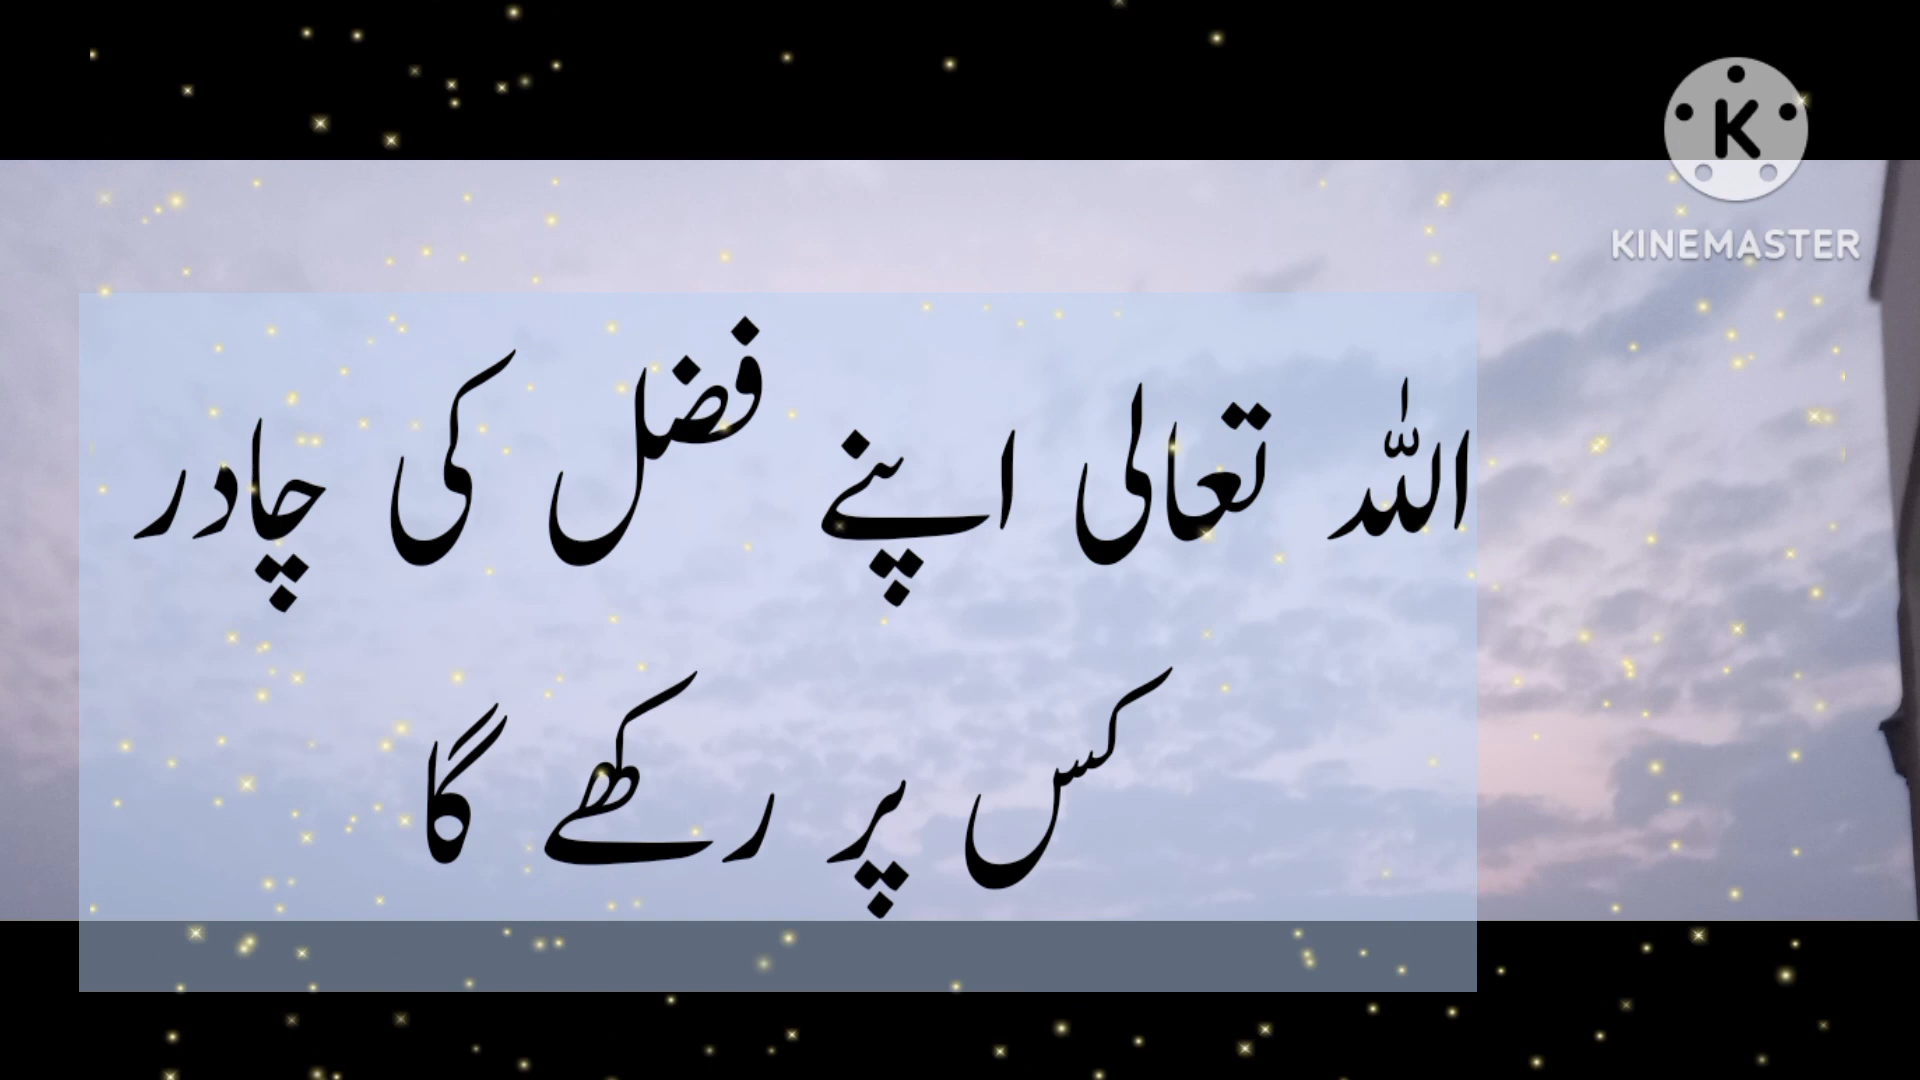 KINEMASTER
اللہ تعالی اپنے فضل کی چادر
کس پر رکھے گا